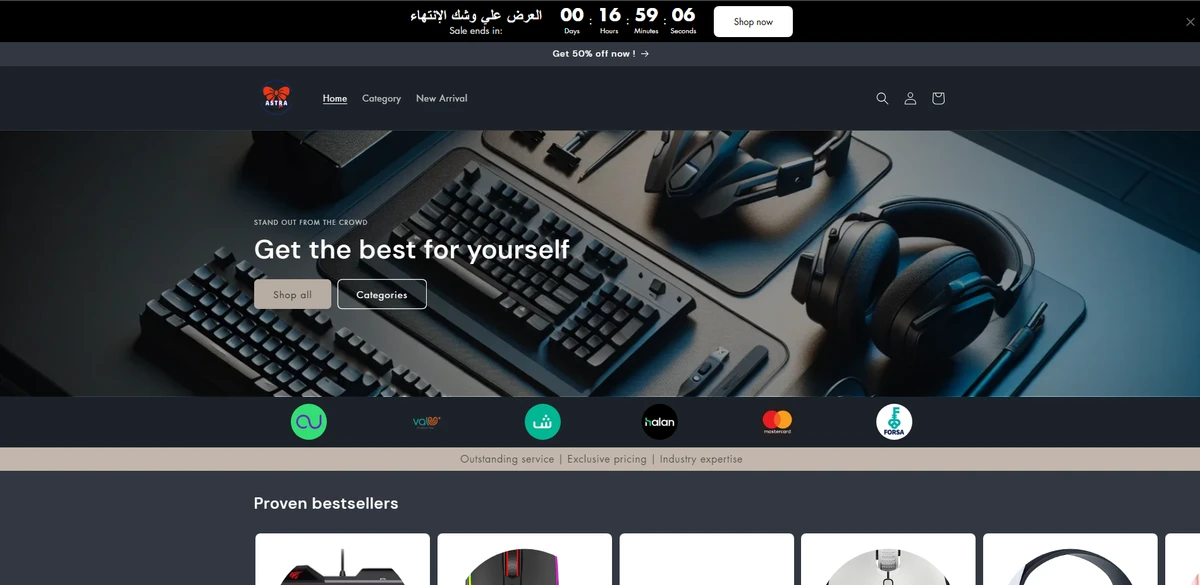 العرض علي وشك الإنتهاء
Sale ends in:
00 : 16 : 59 : 06
Days Hours Minutes Seconds
Shop now
Get 50% off now ! →
ASTRA
Home Category New Arrival
STAND OUT FROM THE CROWD
Get the best for yourself
Shop all Categories
valU ش halan mastercard FORSA
Outstanding service | Exclusive pricing | Industry expertise
Proven bestsellers